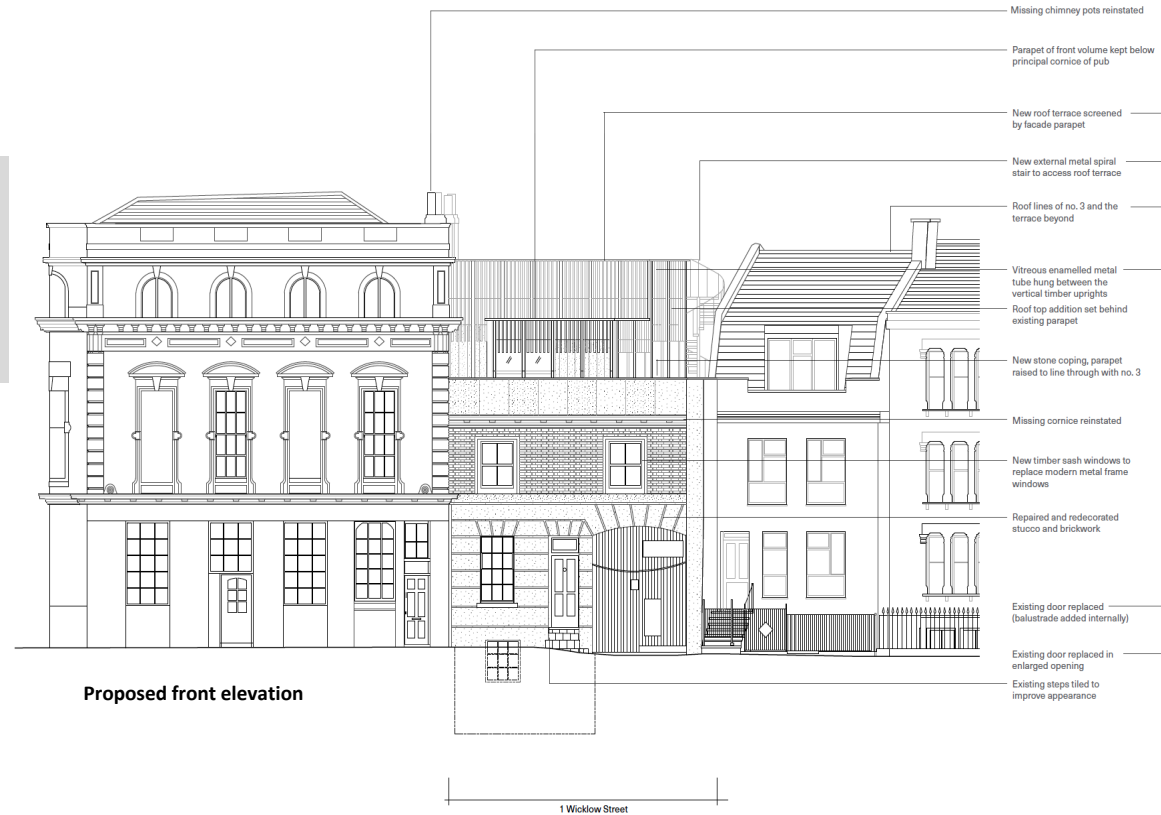 Missing chimney pots reinstated
Parapet of front volume kept below
principal cornice of pub
New roof terrace screened
by facade parapet
New external metal spiral
stair to access roof terrace
Roof lines of no. 3 and the
terrace beyond
Vitreous enamelled metal
tube hung between the
vertical timber uprights
Roof top addition set behind
existing parapet
New stone coping, parapet
raised to line through with no. 3
Missing cornice reinstated
New timber sash windows to
replace modern metal frame
windows
Repaired and redecorated
stucco and brickwork
Existing door replaced
(balustrade added internally)
Existing door replaced in
enlarged opening
Existing steps tiled to
improve appearance
Proposed front elevation
1 Wicklow Street